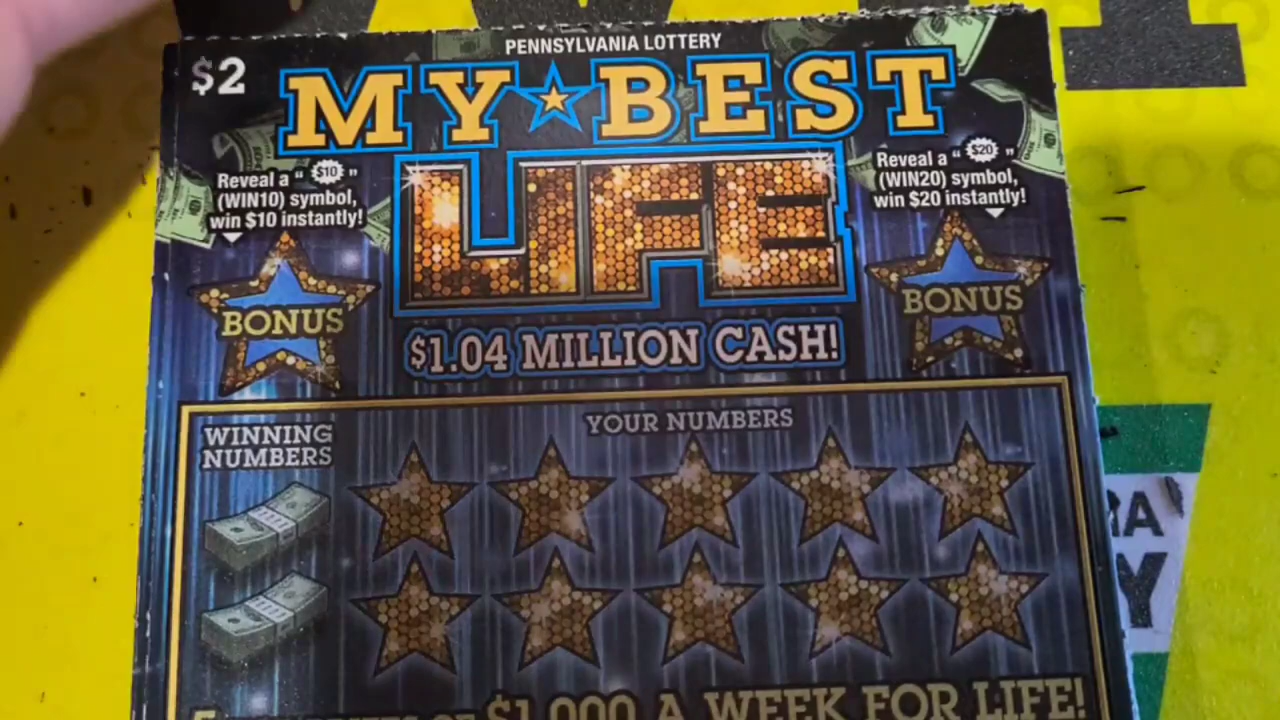 PENNSYLVANIA LOTTERY
$2
MY BEST
LIFE
Reveal a "$10"
(WIN10) symbol,
win $10 instantly!
Reveal a "$20"
(WIN20) symbol,
win $20 instantly!
BONUS
BONUS
$1.04 MILLION CASH!
WINNING
NUMBERS
YOUR NUMBERS
$1,000 A WEEK FOR LIFE!